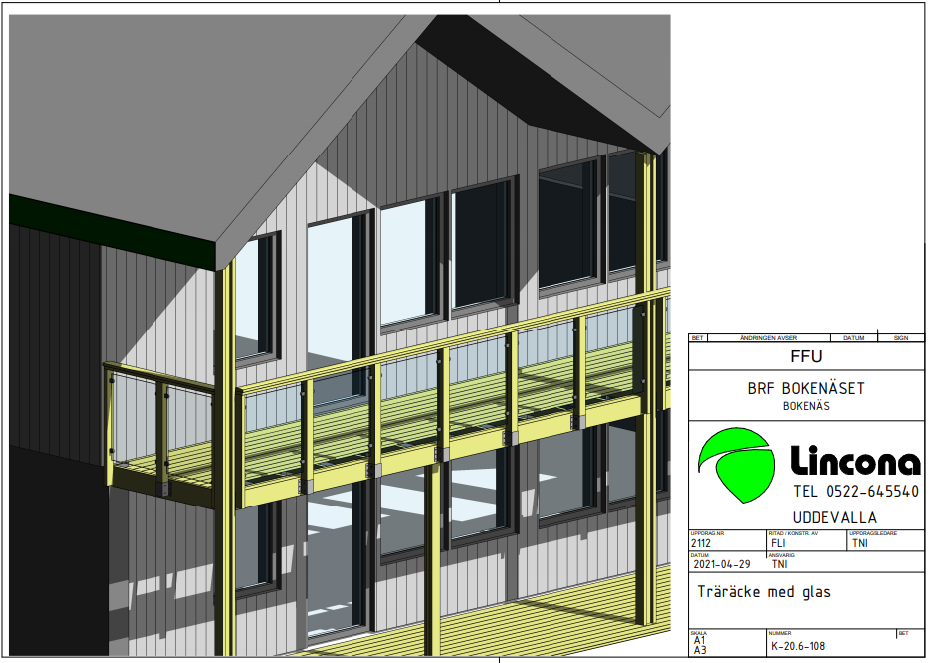 BET ÄNDRINGEN AVSER DATUM SIGN
FFU
BRF BOKENÄSET
BOKENÄS
Lincona
TEL 0522-645540
UDDEVALLA
UPPDRAG.NR RITAD / KONSTR. AV UPPDRAGSLEDARE
2112 FLI TNI
DATUM ANSVARIG
2021-04-29 TNI
Träräcke med glas
SKALA NUMMER BET
A1
A3 K-20.6-108